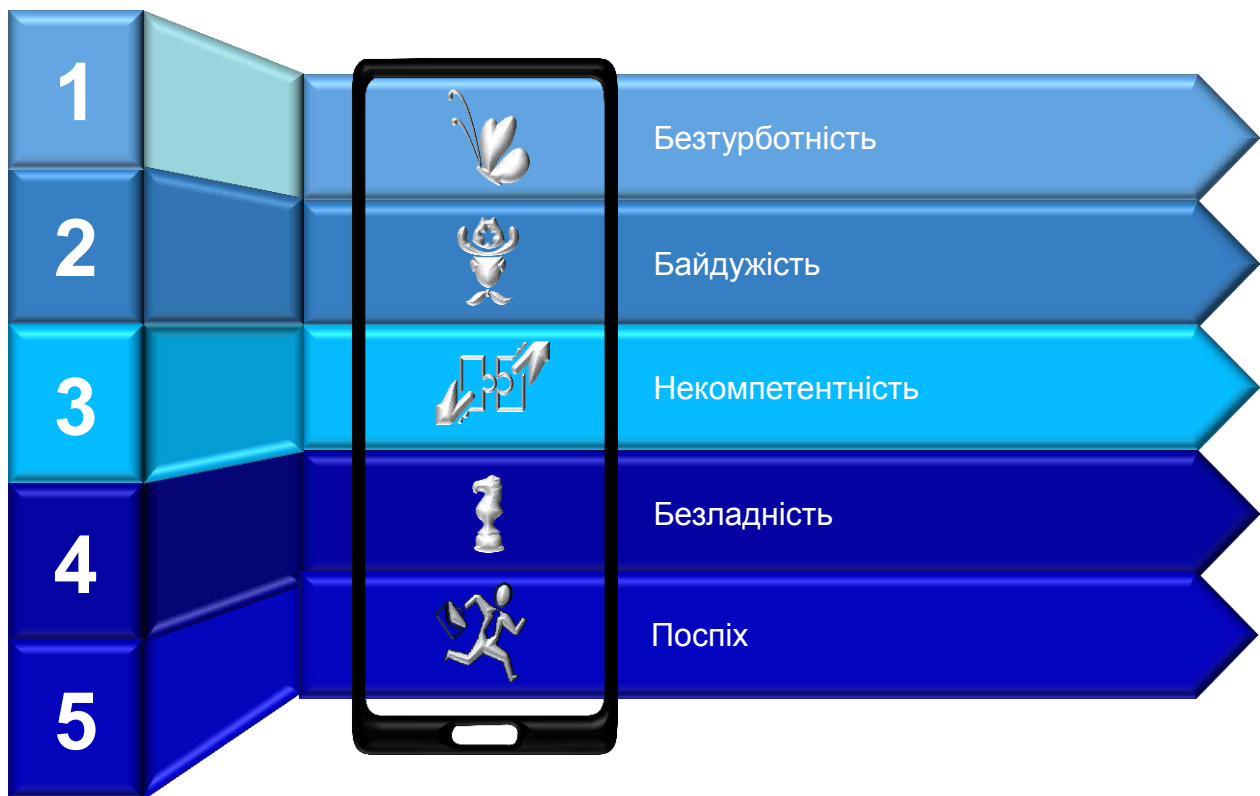 1
Безтурботність
2
Байдужість
3
Некомпетентність
4
Безладність
5
Поспіх